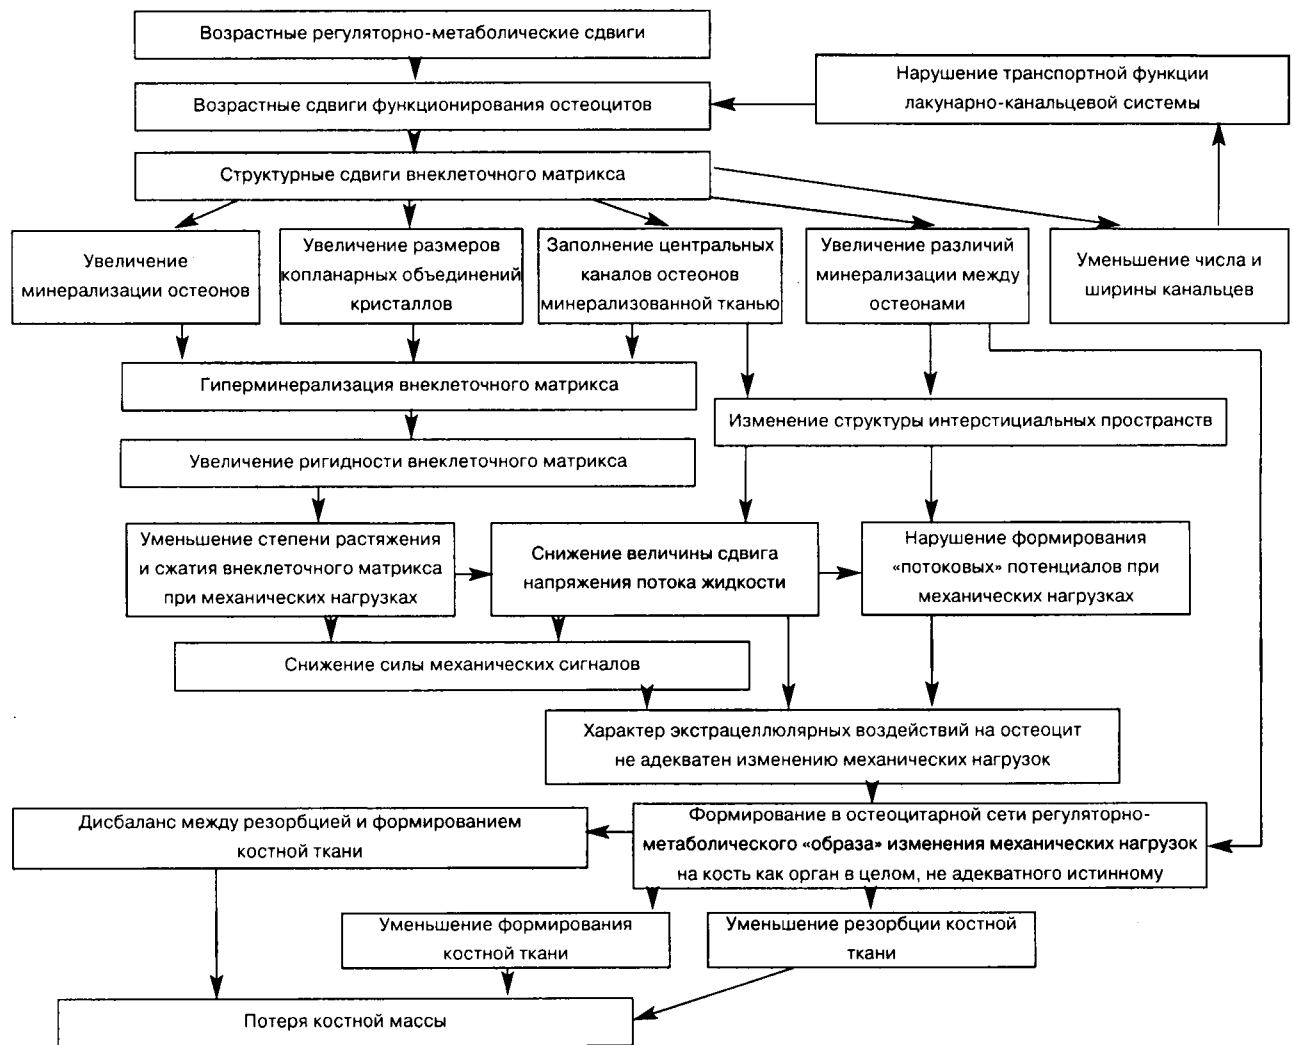 Возрастные регуляторно-метаболические сдвиги
Нарушение транспортной функции
лакунарно-канальцевой системы
Возрастные сдвиги функционирования остеоцитов
Структурные сдвиги внеклеточного матрикса
Увеличение
минерализации остеонов
Увеличение размеров
копланарных объединений
кристаллов
Заполнение центральных
каналов остеонов
минерализованной тканью
Увеличение различий
минерализации между
остеонами
Уменьшение числа и
ширины канальцев
Гиперминерализация внеклеточного матрикса
Изменение структуры интерстициальных пространств
Увеличение ригидности внеклеточного матрикса
Уменьшение степени растяжения
и сжатия внеклеточного матрикса
при механических нагрузках
Снижение величины сдвига
напряжения потока жидкости
Нарушение формирования
«потоковых» потенциалов при
механических нагрузках
Снижение силы механических сигналов
Характер экстрацеллюлярных воздействий на остеоцит
не адекватен изменению механических нагрузок
Дисбаланс между резорбцией и формированием
костной ткани
Формирование в остеоцитарной сети регуляторно-
метаболического «образа» изменения механических нагрузок
на кость как орган в целом, не адекватного истинному
Уменьшение формирования
костной ткани
Уменьшение резорбции костной
ткани
Потеря костной массы